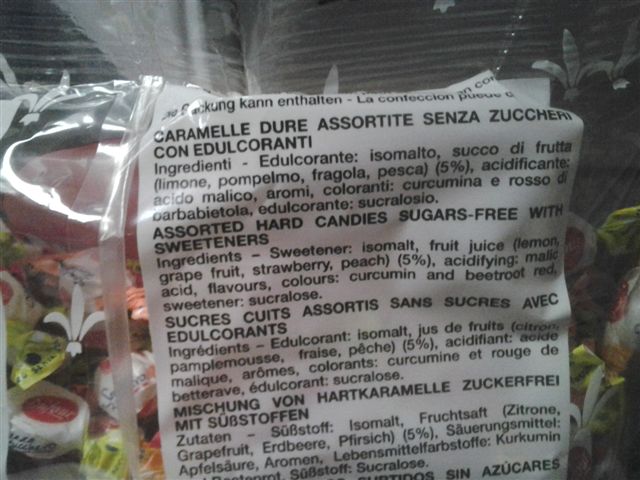 ckung kann enthalten - La confección puede c
CARAMELLE DURE ASSORTITE SENZA ZUCCHERI
CON EDULCORANTI
Ingredienti - Edulcorante: isomalto, succo di frutta
(limone, pompelmo, fragola, pesca) (5%), acidificante:
acido malico, aromi, coloranti: curcumina e rosso di
barbabietola, edulcorante: sucralosio.
ASSORTED HARD CANDIES SUGARS-FREE WITH
SWEETENERS
Ingredients – Sweetener: isomalt, fruit juice (lemon,
grape fruit, strawberry, peach) (5%), acidifying: malic
acid, flavours, colours: curcumin and beetroot red,
sweetener: sucralose.
SUCRES CUITS ASSORTIS SANS SUCRES AVEC
EDULCORANTS
Ingrédients – Edulcorant: isomalt, jus de fruits (citron,
pamplemousse, fraise, pêche) (5%), acidifiant: acide
malique, arômes, colorants: curcumine et rouge de
betterave, édulcorant: sucralose.
MISCHUNG VON HARTKARAMELLE ZUCKERFREI
MIT SÜßSTOFFEN
Zutaten – Süßstoff: Isomalt, Fruchtsaft (Zitrone,
Grapefruit, Erdbeere, Pfirsich) (5%), Säuerungsmittel:
Apfelsäure, Aromen, Lebensmittelfarbstoffe: Kurkumin
Süßstoff: Sucralose.
SURTIDOS SIN AZÚCARES